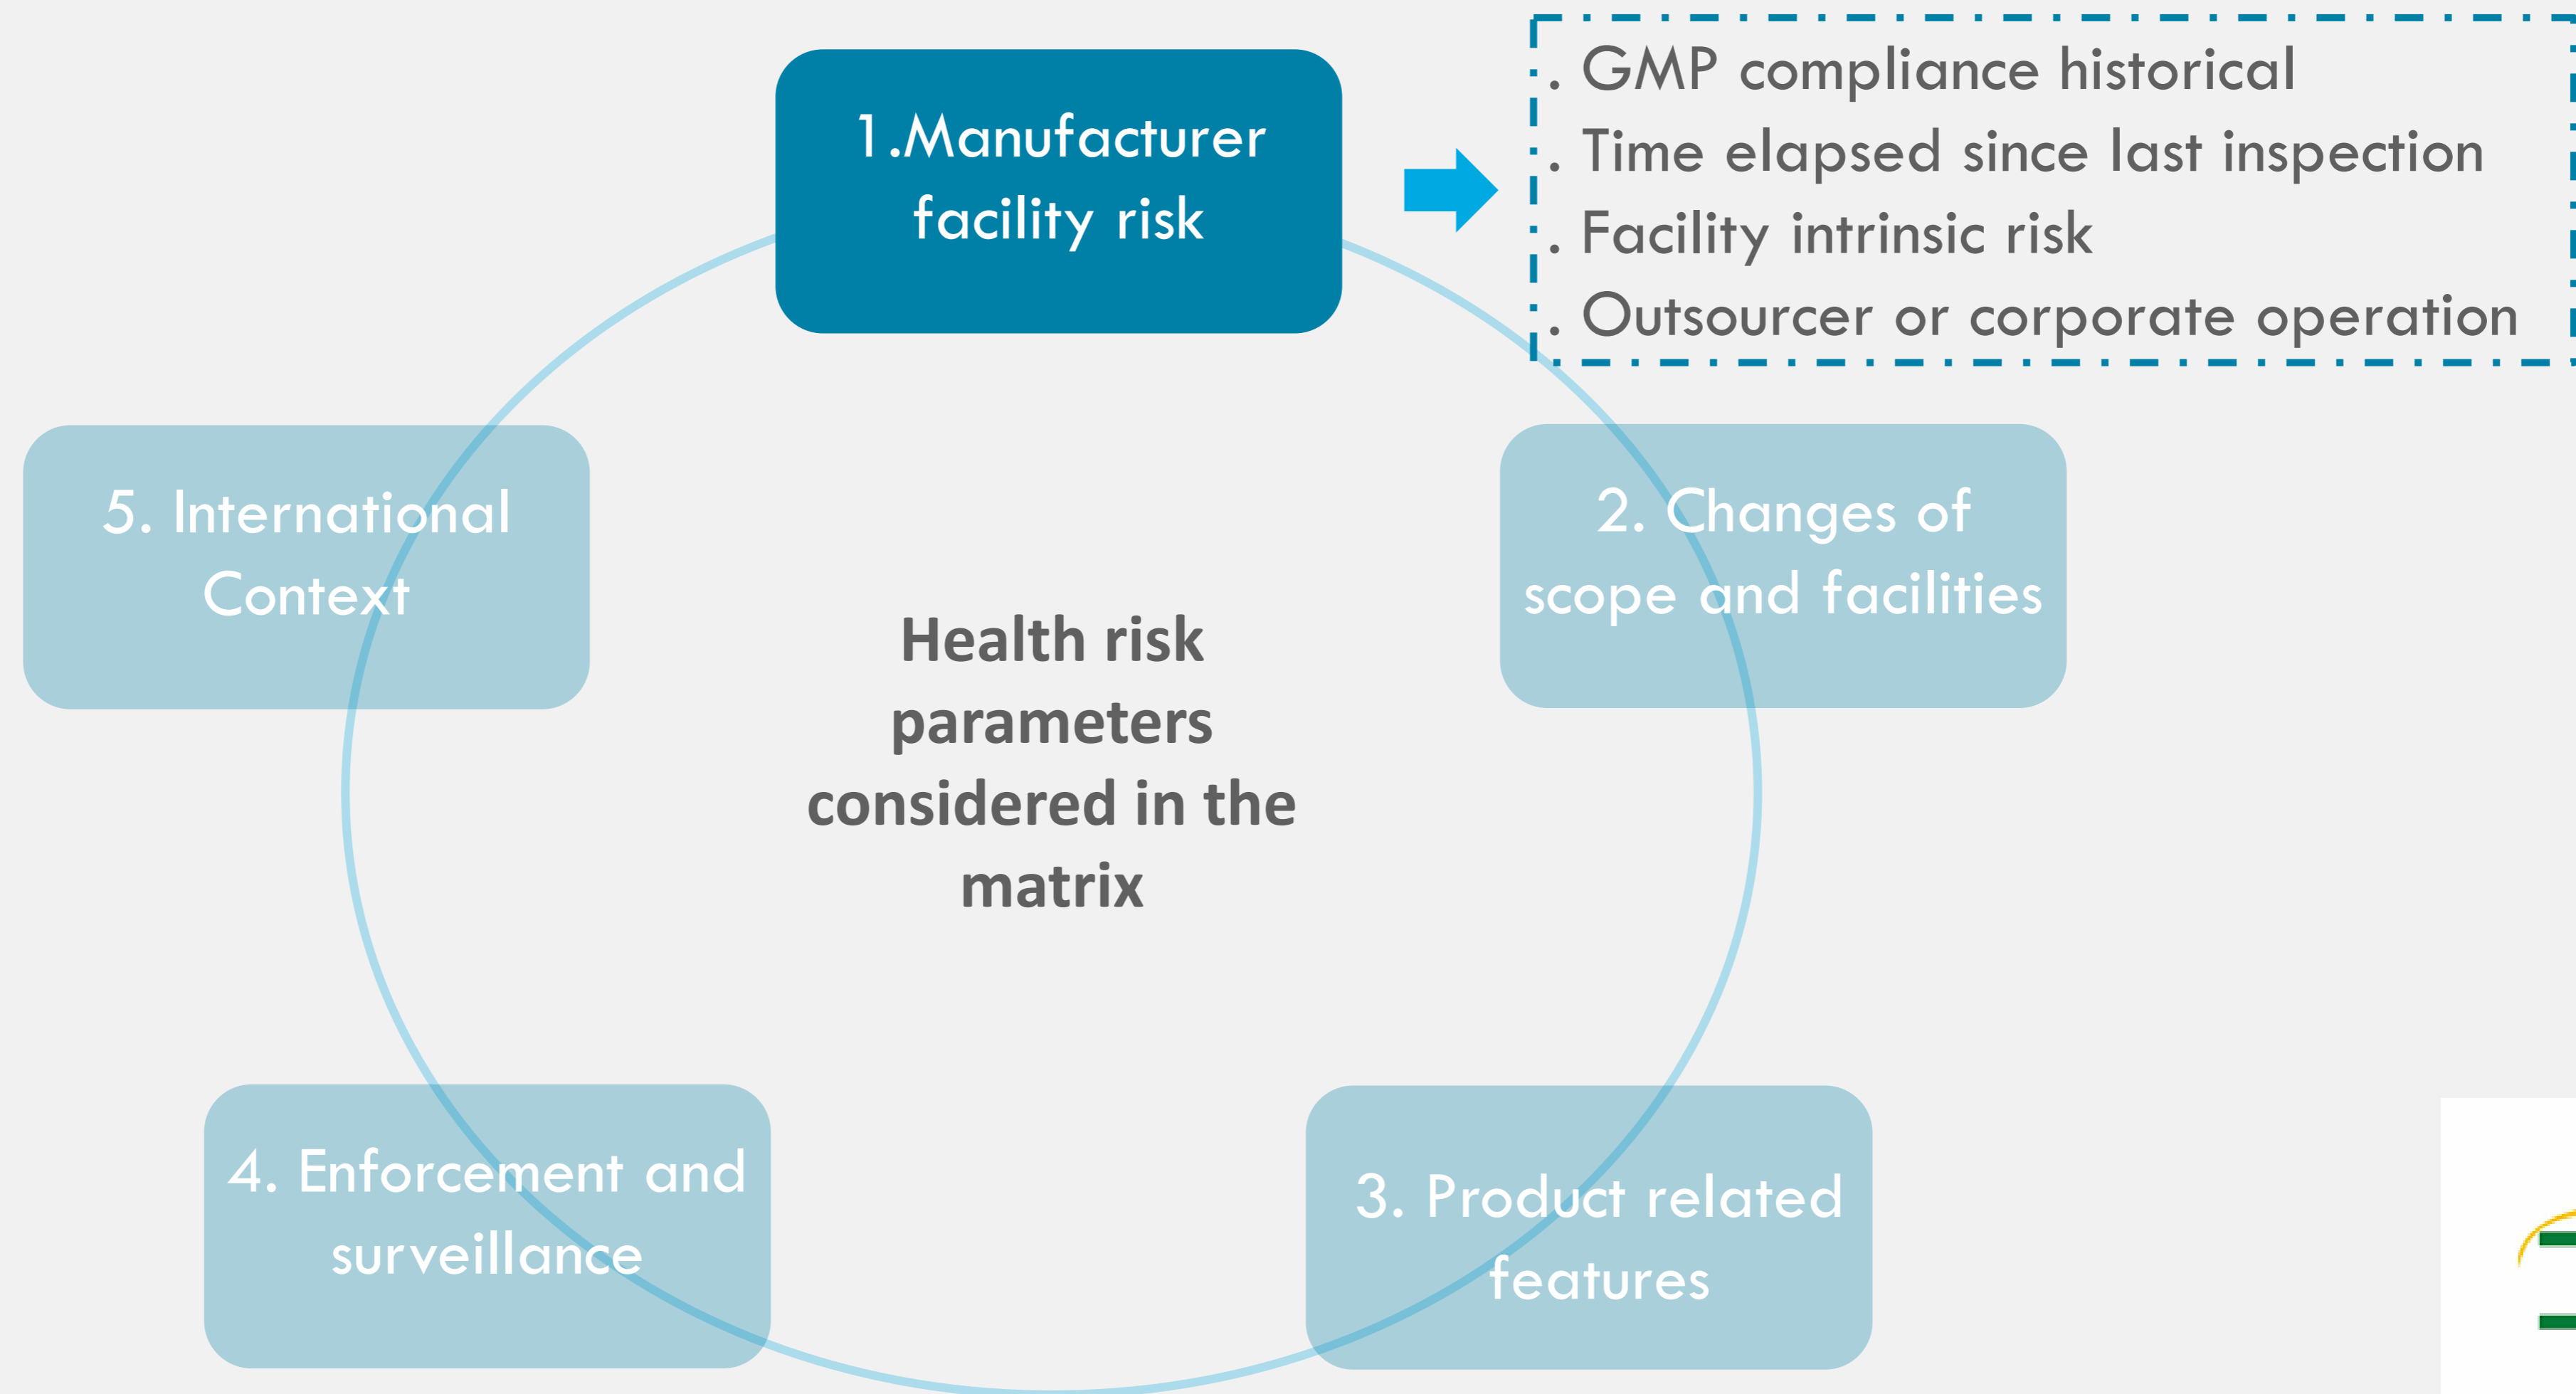 1.Manufacturer
facility risk
. GMP compliance historical
. Time elapsed since last inspection
. Facility intrinsic risk
. Outsourcer or corporate operation
2. Changes of
scope and facilities
3. Product related
features
4. Enforcement and
surveillance
5. International
Context
Health risk
parameters
considered in the
matrix